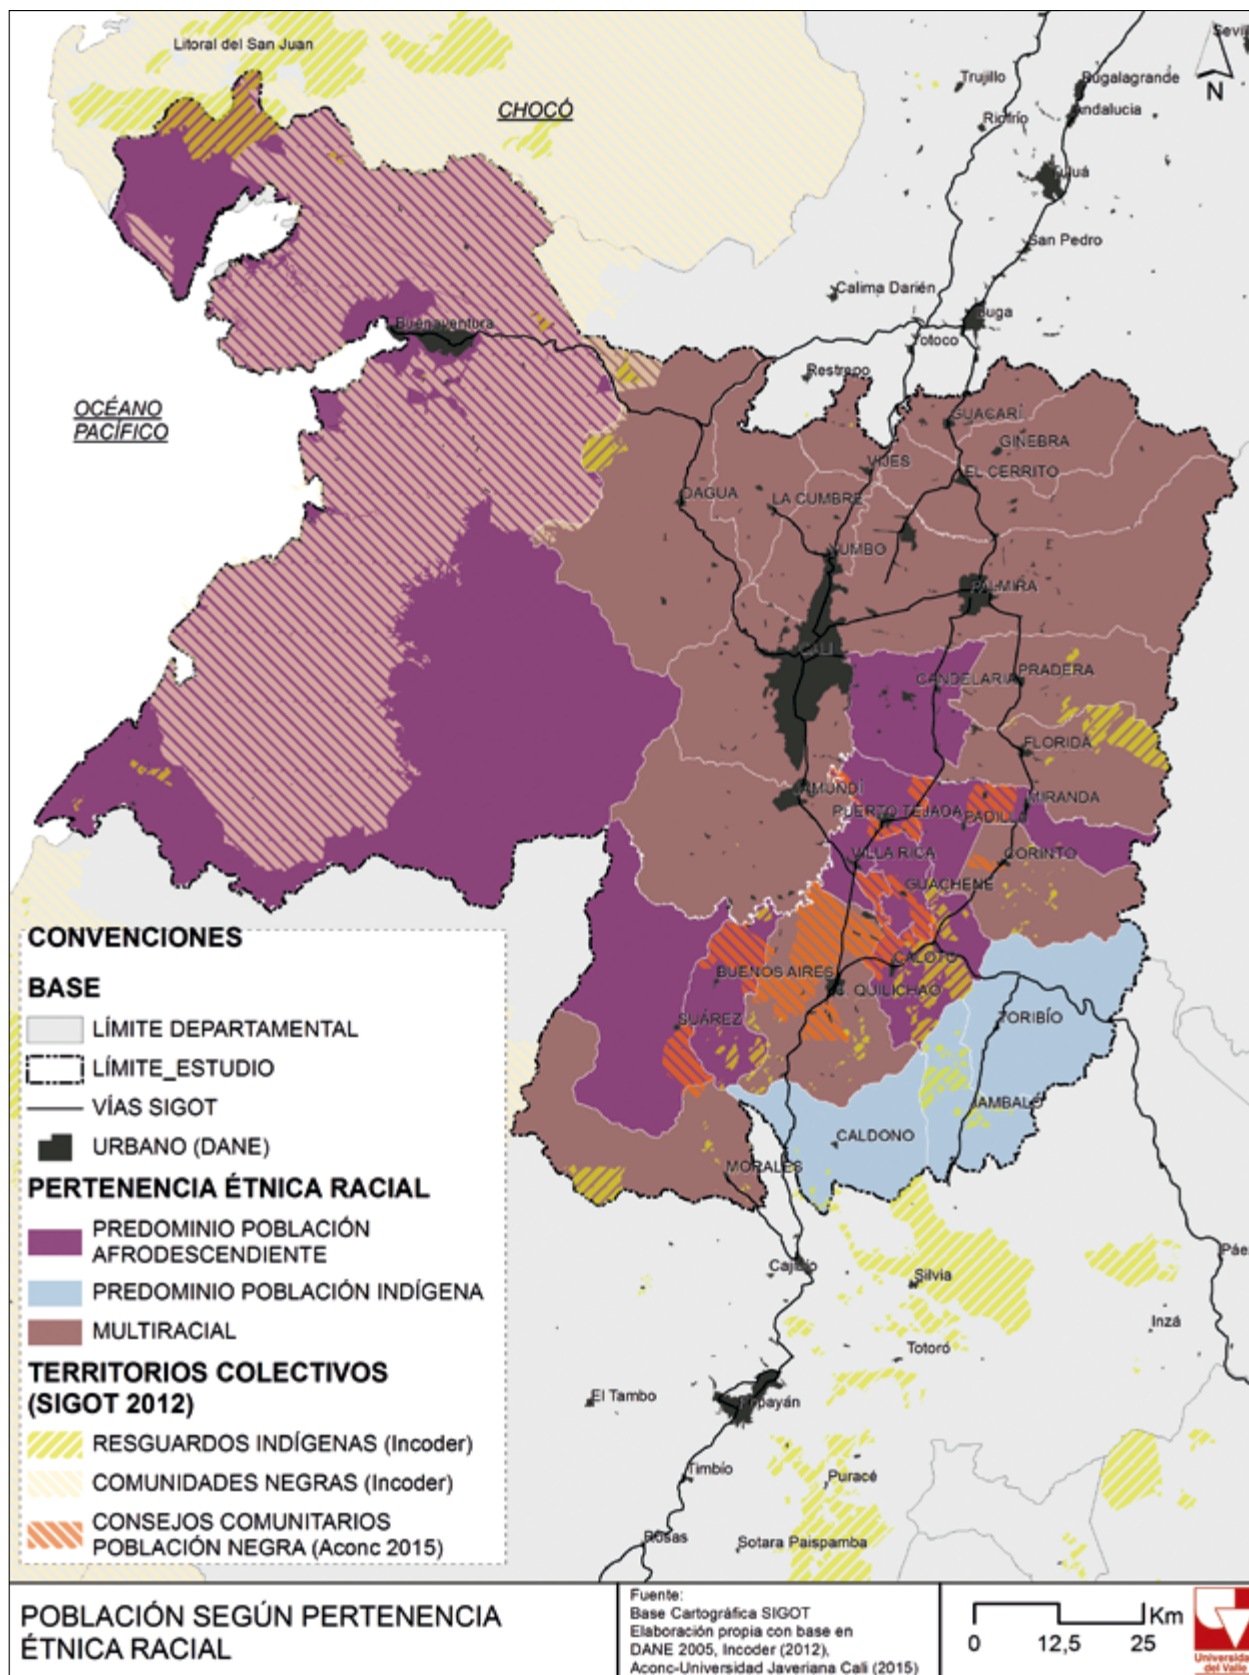 Litoral del San Juan
CHOCÓ
Trujillo
Bugalagrande
Andalucia
Riofrío
Tuluá
N
San Pedro
Calima Darién
Buga
Yotoco
Restrepo
Buenaventura
OCÉANO
PACÍFICO
GUACARÍ
GINEBRA
VIJES
EL CERRITO
DAGUA
LA CUMBRE
YUMBO
PALMIRA
CALI
CANDELARIA
PRADERA
FLORIDA
JAMUNDÍ
PUERTO TEJADA
PADILLA
MIRANDA
VILLA RICA
CORINTO
GUACHENÉ
CALOTO
BUENOS AIRES
S. QUILICHAO
SUÁREZ
TORIBÍO
JAMBALÓ
CALDONO
MORALES
Cajibío
Silvia
Páez
Inzá
Totoró
El Tambo
Popayán
Timbío
Puracé
Rosas
Sotara Paispamba
CONVENCIONES
BASE
LÍMITE DEPARTAMENTAL
LÍMITE_ESTUDIO
VÍAS SIGOT
URBANO (DANE)
PERTENENCIA ÉTNICA RACIAL
PREDOMINIO POBLACIÓN
AFRODESCENDIENTE
PREDOMINIO POBLACIÓN INDÍGENA
MULTIRACIAL
TERRITORIOS COLECTIVOS
(SIGOT 2012)
RESGUARDOS INDÍGENAS (Incoder)
COMUNIDADES NEGRAS (Incoder)
CONSEJOS COMUNITARIOS
POBLACIÓN NEGRA (Aconc 2015)
POBLACIÓN SEGÚN PERTENENCIA
ÉTNICA RACIAL
Fuente:
Base Cartográfica SIGOT
Elaboración propia con base en
DANE 2005, Incoder (2012),
Aconc-Universidad Javeriana Cali (2015)
Km
0 12,5 25
Universidad
del Valle